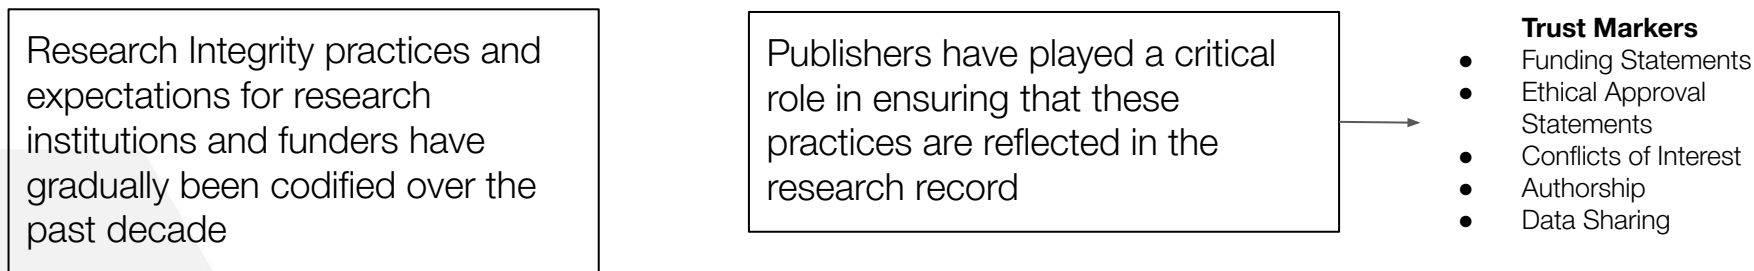 Research Integrity practices and
expectations for research
institutions and funders have
gradually been codified over the
past decade
Publishers have played a critical
role in ensuring that these
practices are reflected in the
research record
Trust Markers
● Funding Statements
● Ethical Approval
Statements
● Conflicts of Interest
● Authorship
● Data Sharing